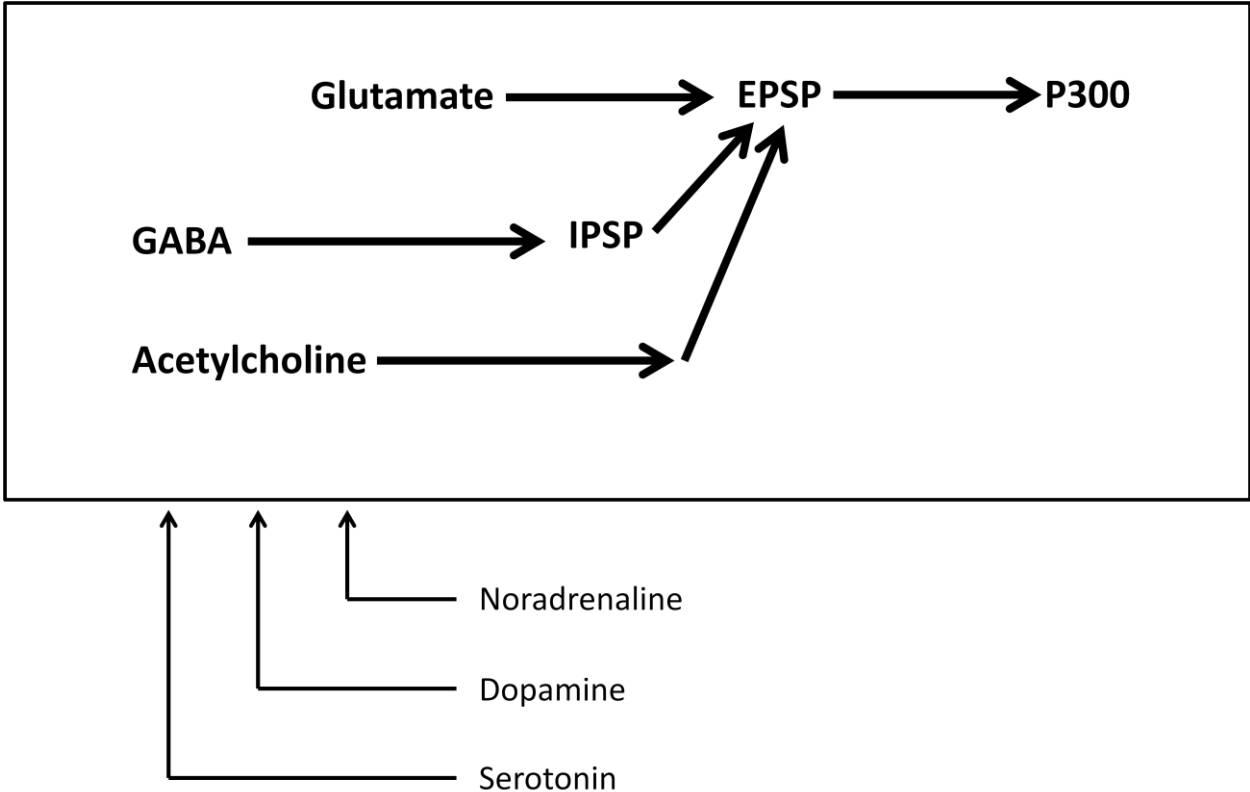 Glutamate EPSP P300
GABA IPSP
Acetylcholine
Noradrenaline
Dopamine
Serotonin